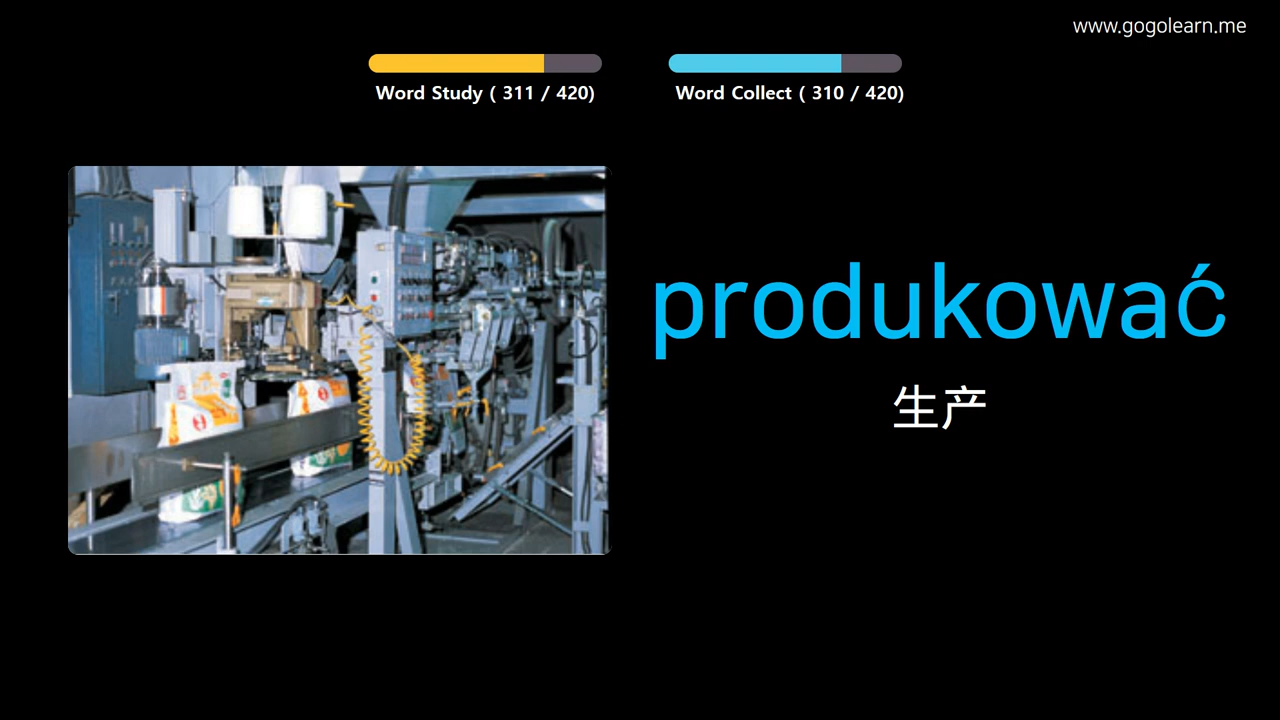 www.gogolearn.me
Word Study ( 311 / 420)
Word Collect ( 310 / 420)
produkować
生产